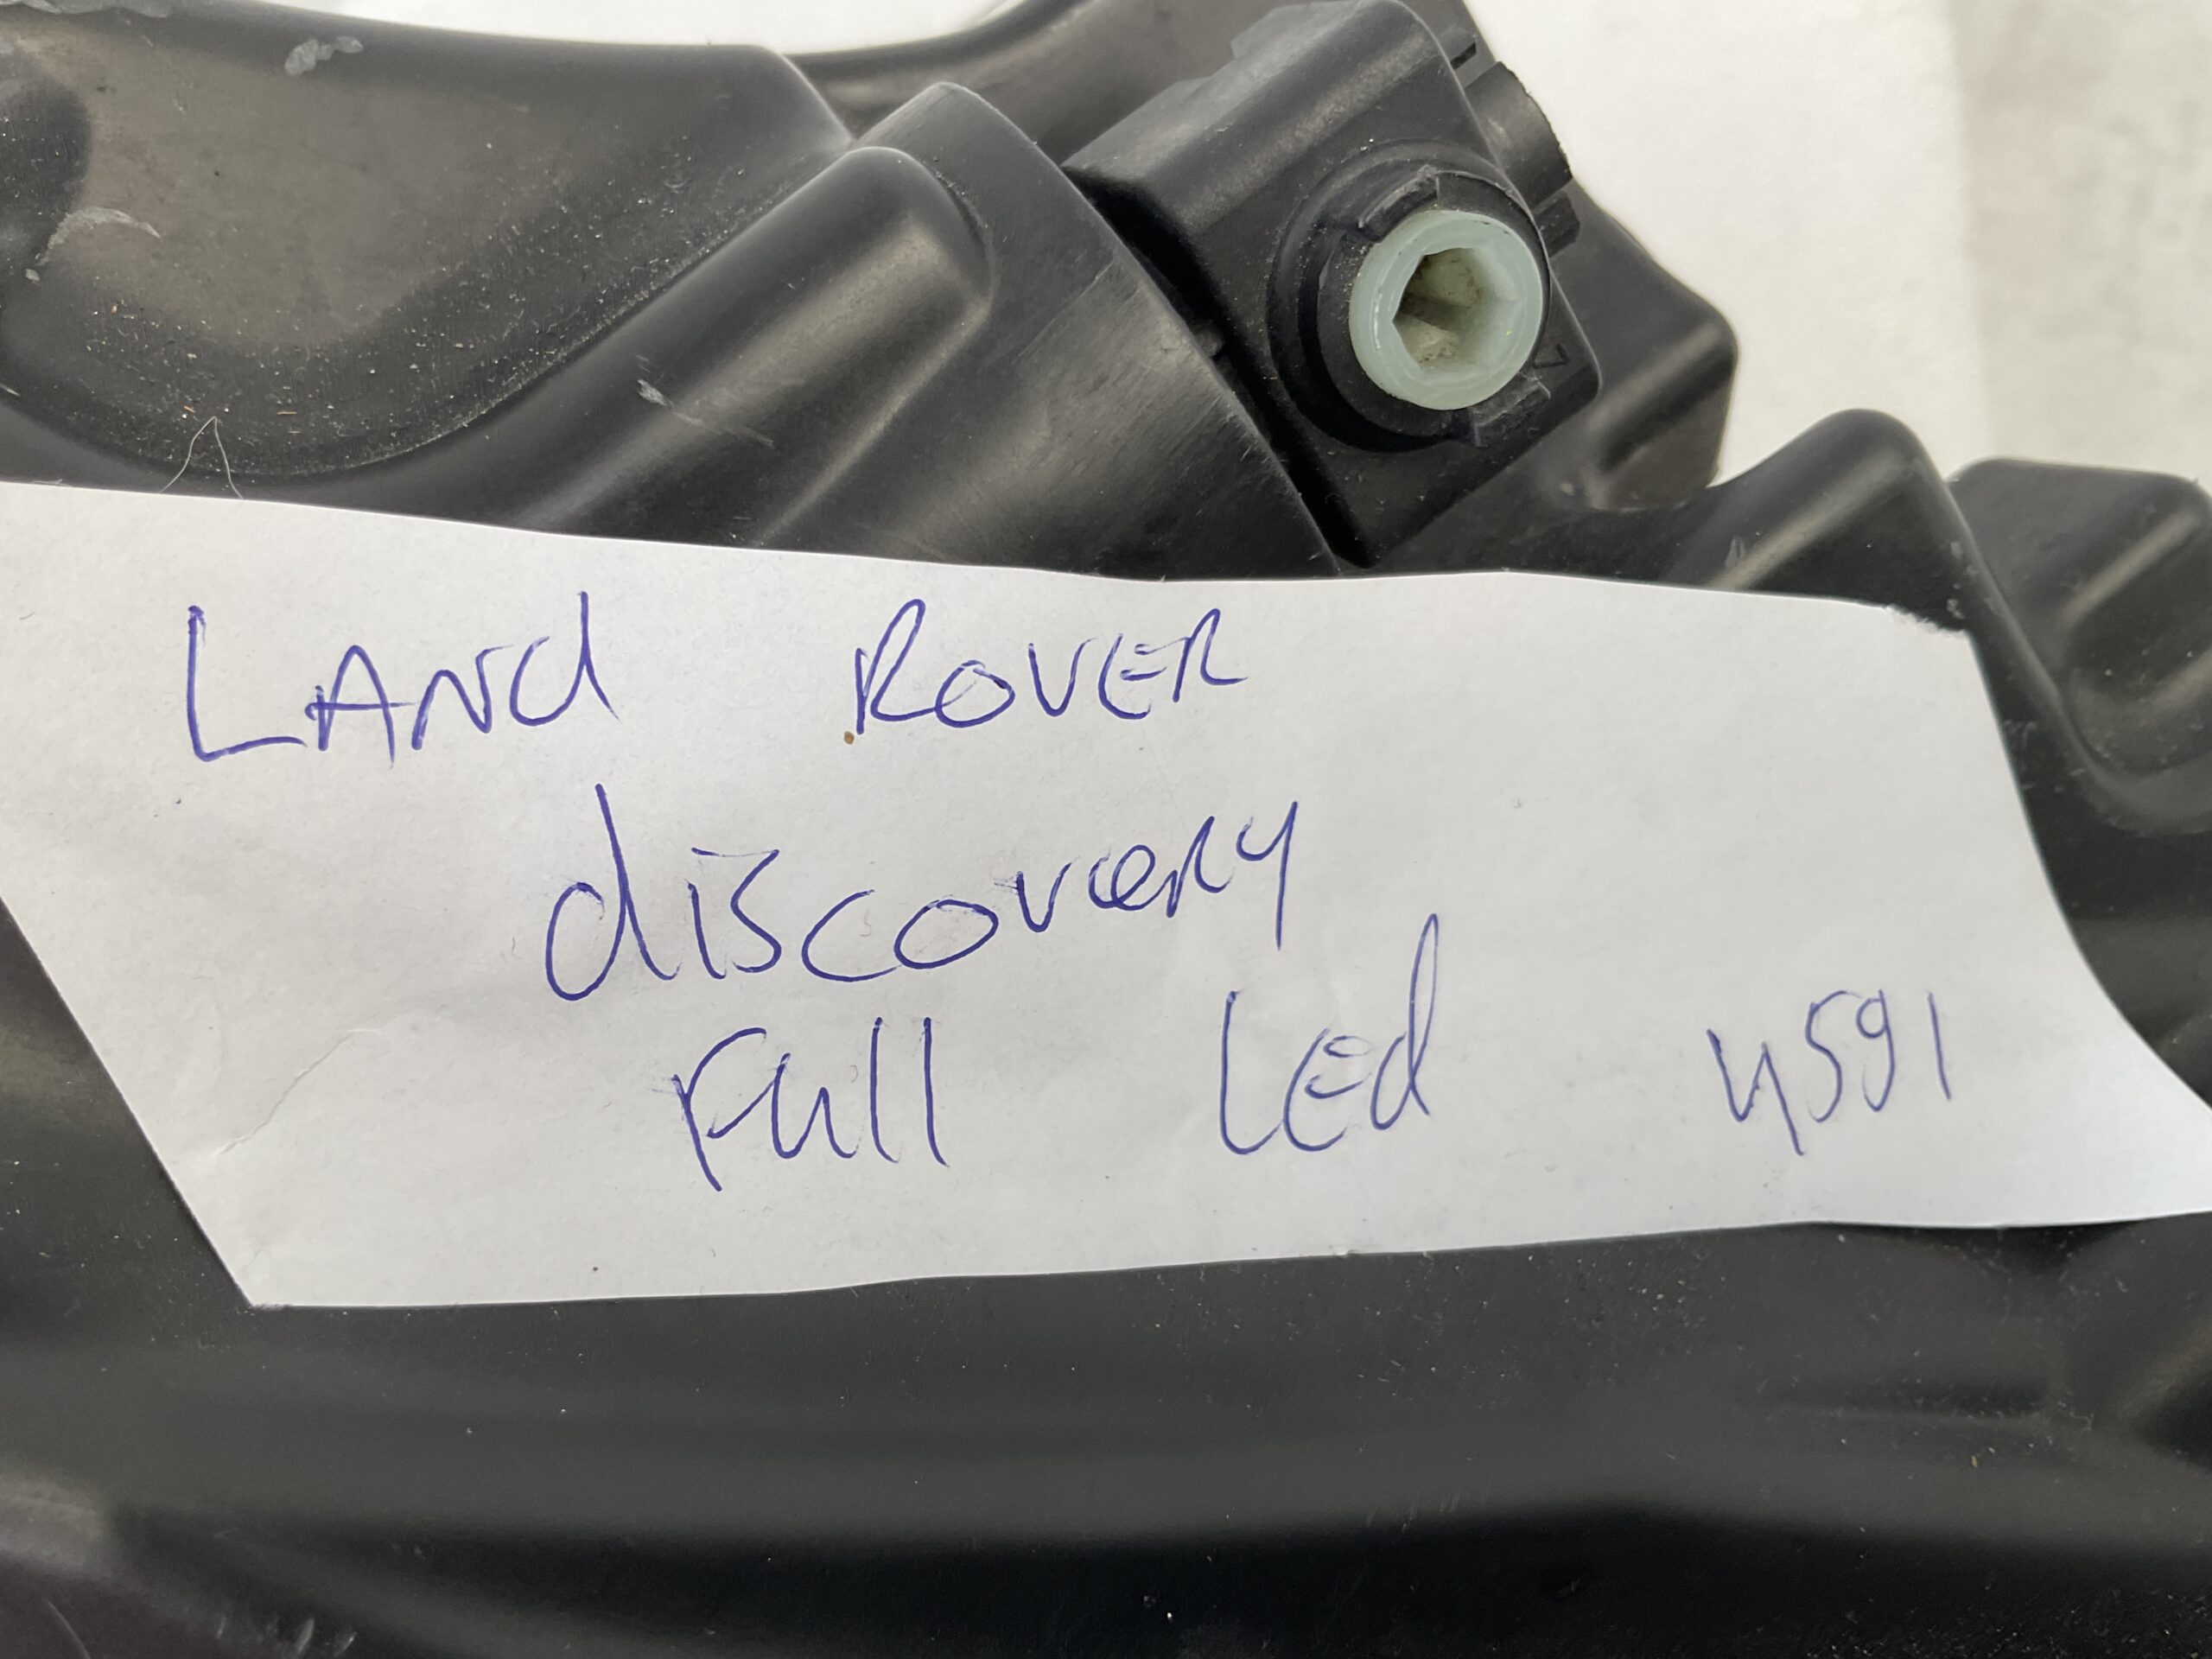 LANd ROVER
discovery
Full LEd 4591